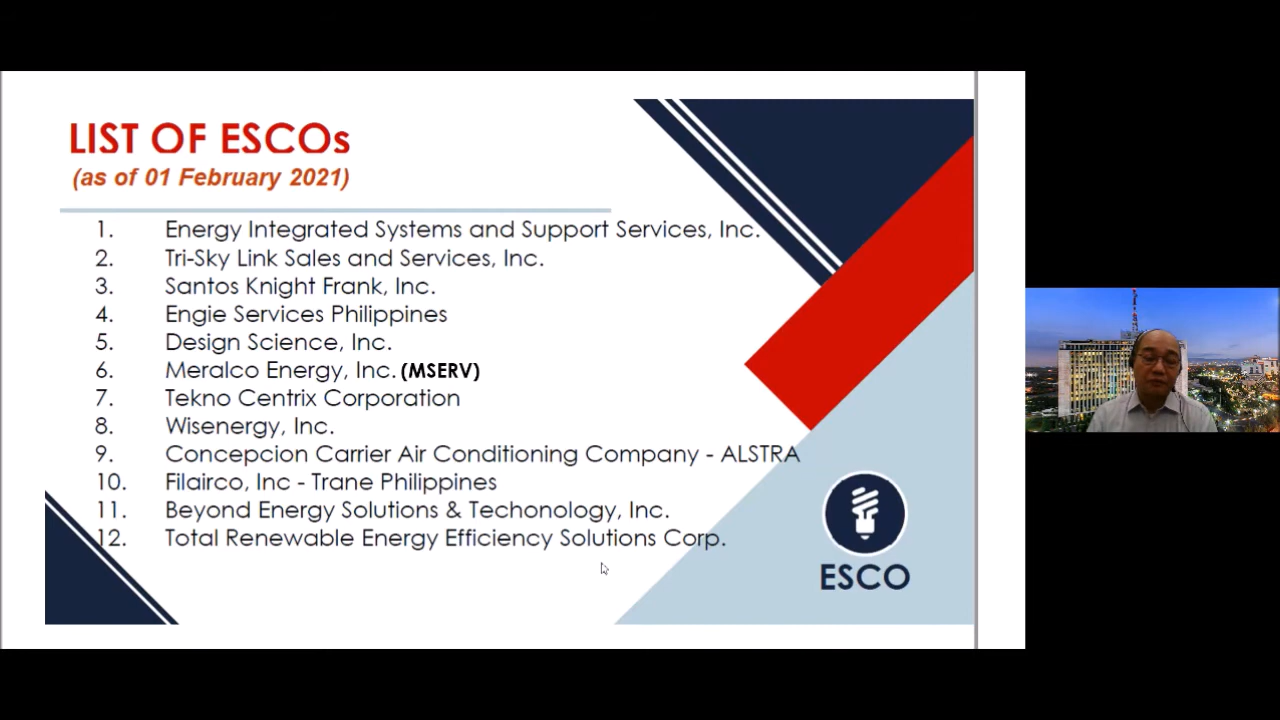 LIST OF ESCOs
(as of 01 February 2021)
1. Energy Integrated Systems and Support Services, Inc.
2. Tri-Sky Link Sales and Services, Inc.
3. Santos Knight Frank, Inc.
4. Engie Services Philippines
5. Design Science, Inc.
6. Meralco Energy, Inc. (MSERV)
7. Tekno Centrix Corporation
8. Wisenergy, Inc.
9. Concepcion Carrier Air Conditioning Company - ALSTRA
10. Filairco, Inc - Trane Philippines
11. Beyond Energy Solutions & Techonology, Inc.
12. Total Renewable Energy Efficiency Solutions Corp.
ESCO